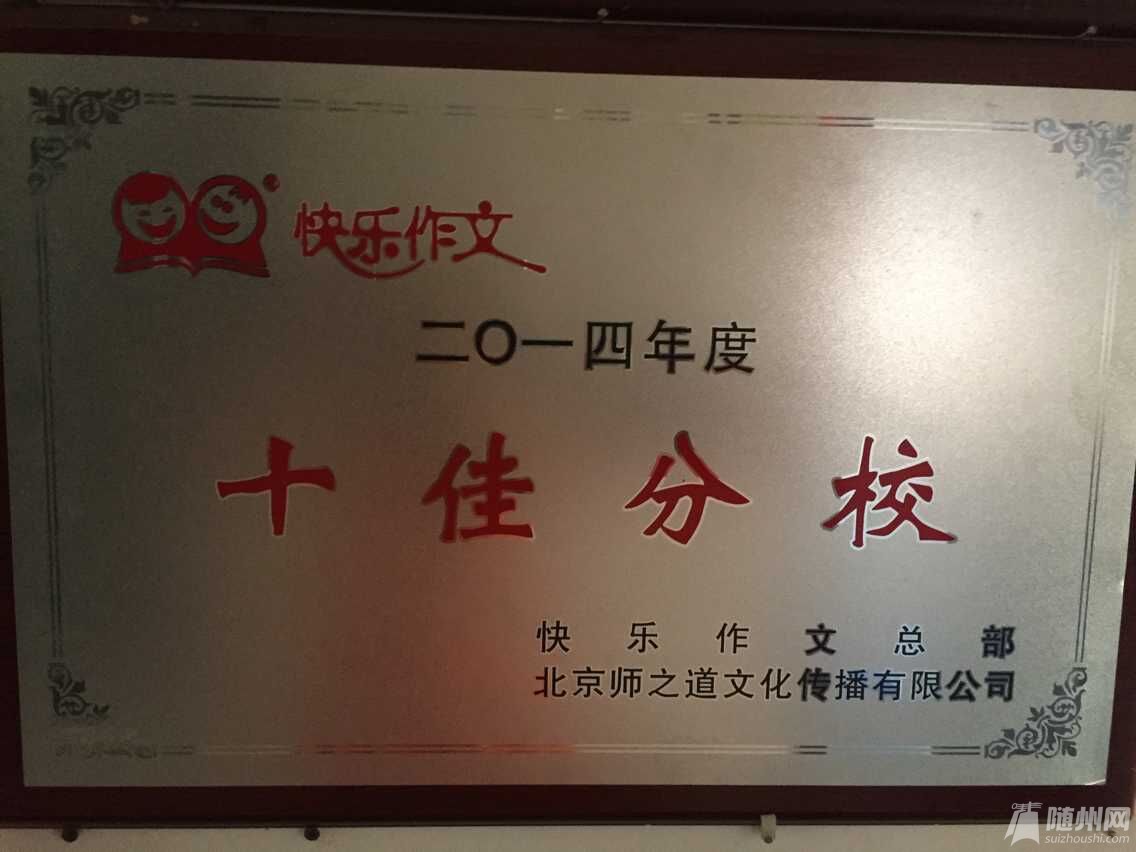 快乐作文
二〇一四年度
十佳分校
快乐作文总部
北京师之道文化传播有限公司
随州网
suizhoushi.com